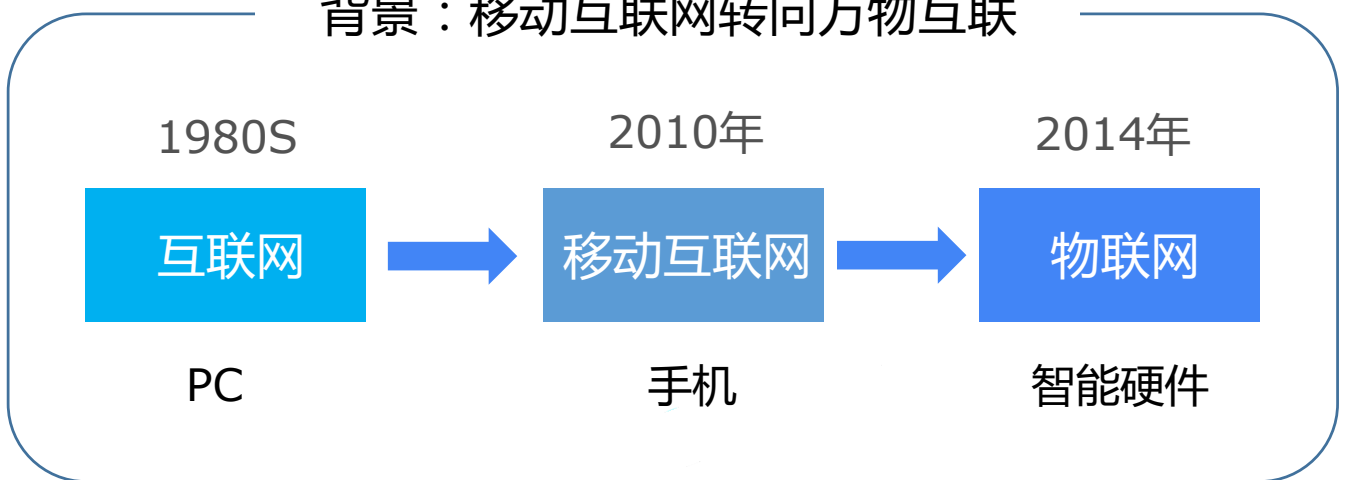 背景：移动互联网转向万物互联
1980S
2010年
2014年
互联网
移动互联网
物联网
PC
手机
智能硬件